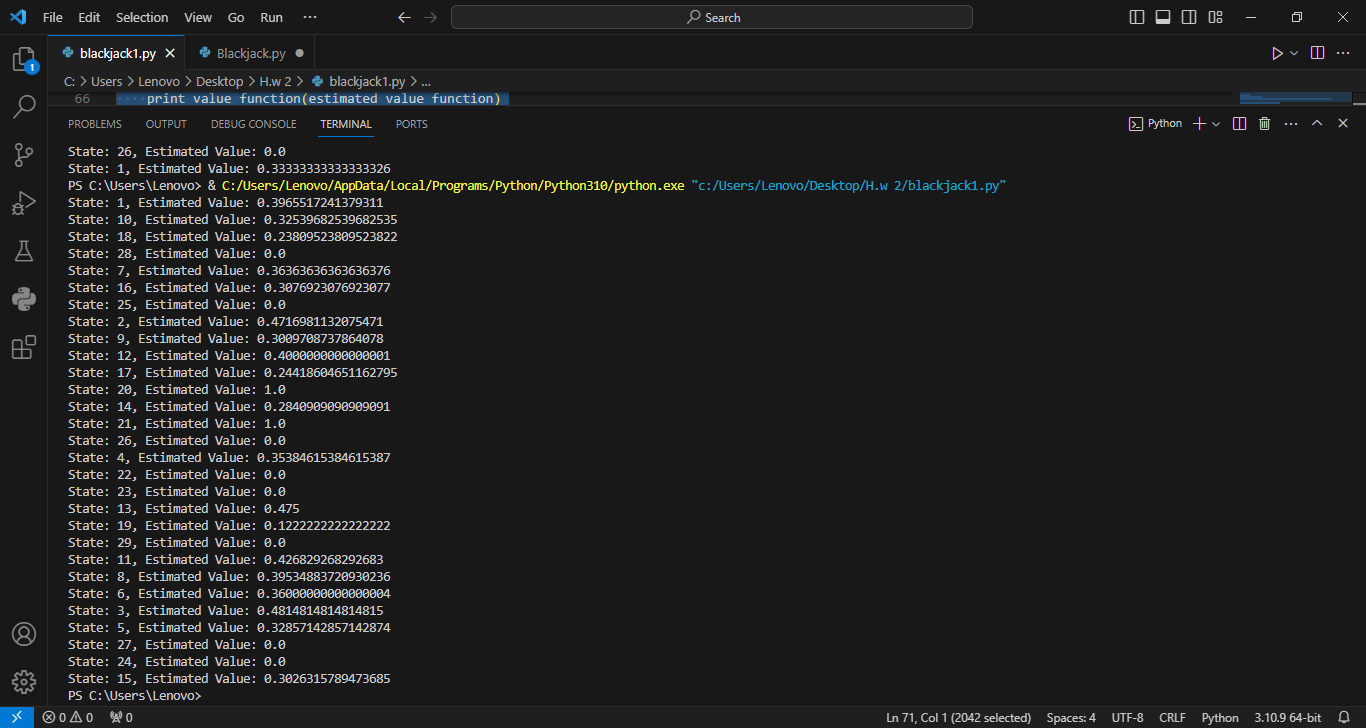 File Edit Selection View Go Run ··· Search
blackjack1.py Blackjack.py
1
C: > Users > Lenovo > Desktop > H.w 2 > blackjack1.py > ...
66 print value function(estimated value function)
PROBLEMS OUTPUT DEBUG CONSOLE TERMINAL PORTS Python
State: 26, Estimated Value: 0.0
State: 1, Estimated Value: 0.33333333333333326
PS C:\Users\Lenovo> & C:/Users/Lenovo/AppData/Local/Programs/Python/Python310/python.exe "c:/Users/Lenovo/Desktop/H.w 2/blackjack1.py"
State: 1, Estimated Value: 0.3965517241379311
State: 10, Estimated Value: 0.32539682539682535
State: 18, Estimated Value: 0.23809523809523822
State: 28, Estimated Value: 0.0
State: 7, Estimated Value: 0.36363636363636376
State: 16, Estimated Value: 0.3076923076923077
State: 25, Estimated Value: 0.0
State: 2, Estimated Value: 0.4716981132075471
State: 9, Estimated Value: 0.3009708737864078
State: 12, Estimated Value: 0.4000000000000001
State: 17, Estimated Value: 0.24418604651162795
State: 20, Estimated Value: 1.0
State: 14, Estimated Value: 0.2840909090909091
State: 21, Estimated Value: 1.0
State: 26, Estimated Value: 0.0
State: 4, Estimated Value: 0.35384615384615387
State: 22, Estimated Value: 0.0
State: 23, Estimated Value: 0.0
State: 13, Estimated Value: 0.475
State: 19, Estimated Value: 0.1222222222222222
State: 29, Estimated Value: 0.0
State: 11, Estimated Value: 0.426829268292683
State: 8, Estimated Value: 0.39534883720930236
State: 6, Estimated Value: 0.36000000000000004
State: 3, Estimated Value: 0.4814814814814815
State: 5, Estimated Value: 0.32857142857142874
State: 27, Estimated Value: 0.0
State: 24, Estimated Value: 0.0
State: 15, Estimated Value: 0.3026315789473685
PS C:\Users\Lenovo>
0 0 0 Ln 71, Col 1 (2042 selected) Spaces: 4 UTF-8 CRLF Python 3.10.9 64-bit